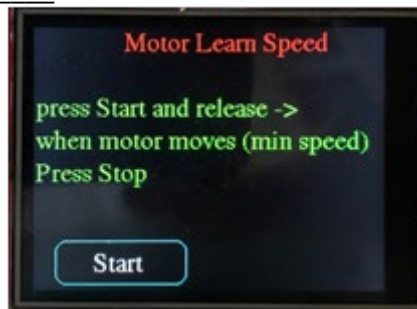 Motor Learn Speed
press Start and release ->
when motor moves (min speed)
Press Stop
Start